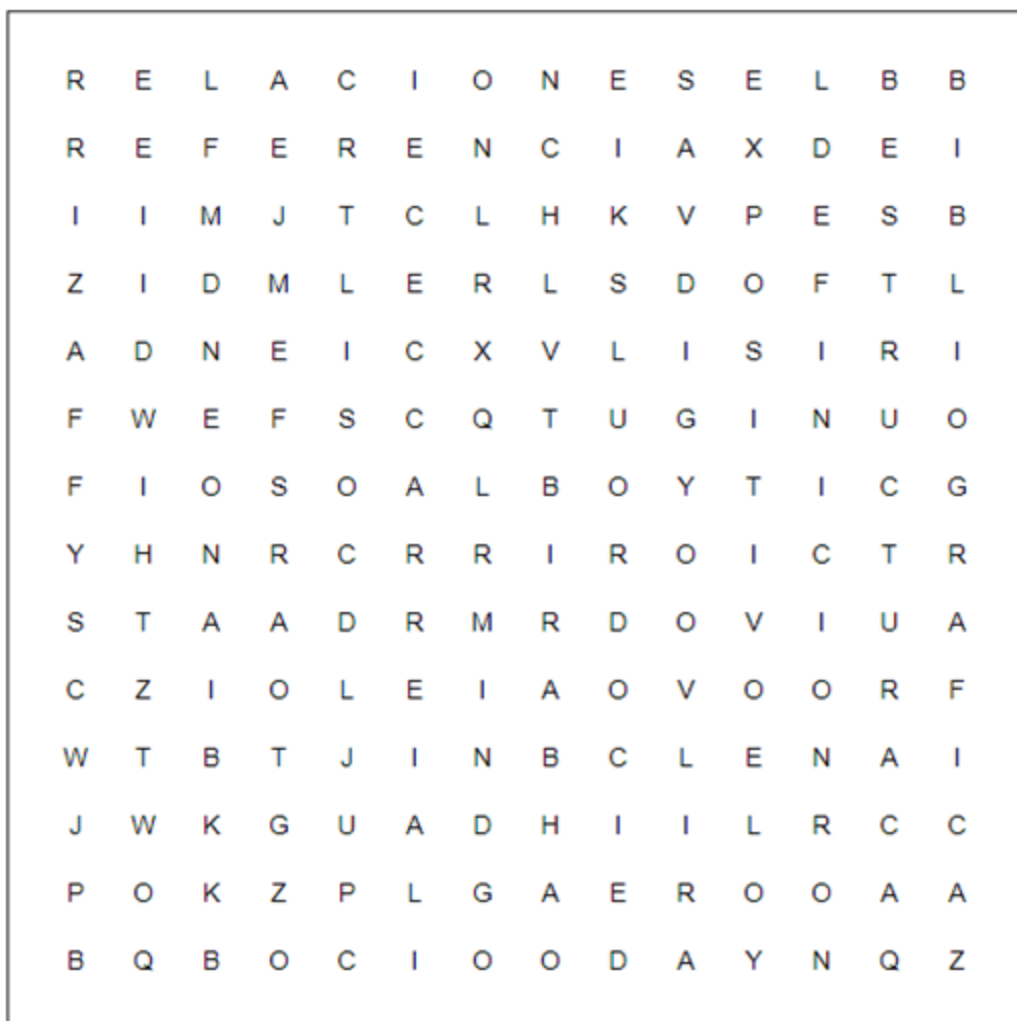 R E L A C I O N E S E L B B
R E F E R E N C I A X D E I
I I M J T C L H K V P E S B
Z I D M L E R L S D O F T L
A D N E I C X V L I S I R I
F W E F S C Q T U G I N U O
F I O S O A L B O Y T I C G
Y H N R C R R I R O I C T R
S T A A D R M R D O V I U A
C Z I O L E I A O V O O R F
W T B T J I N B C L E N A I
J W K G U A D H I I L R C C
P O K Z P L G A E R O O A A
B Q B O C I O O D A Y N Q Z